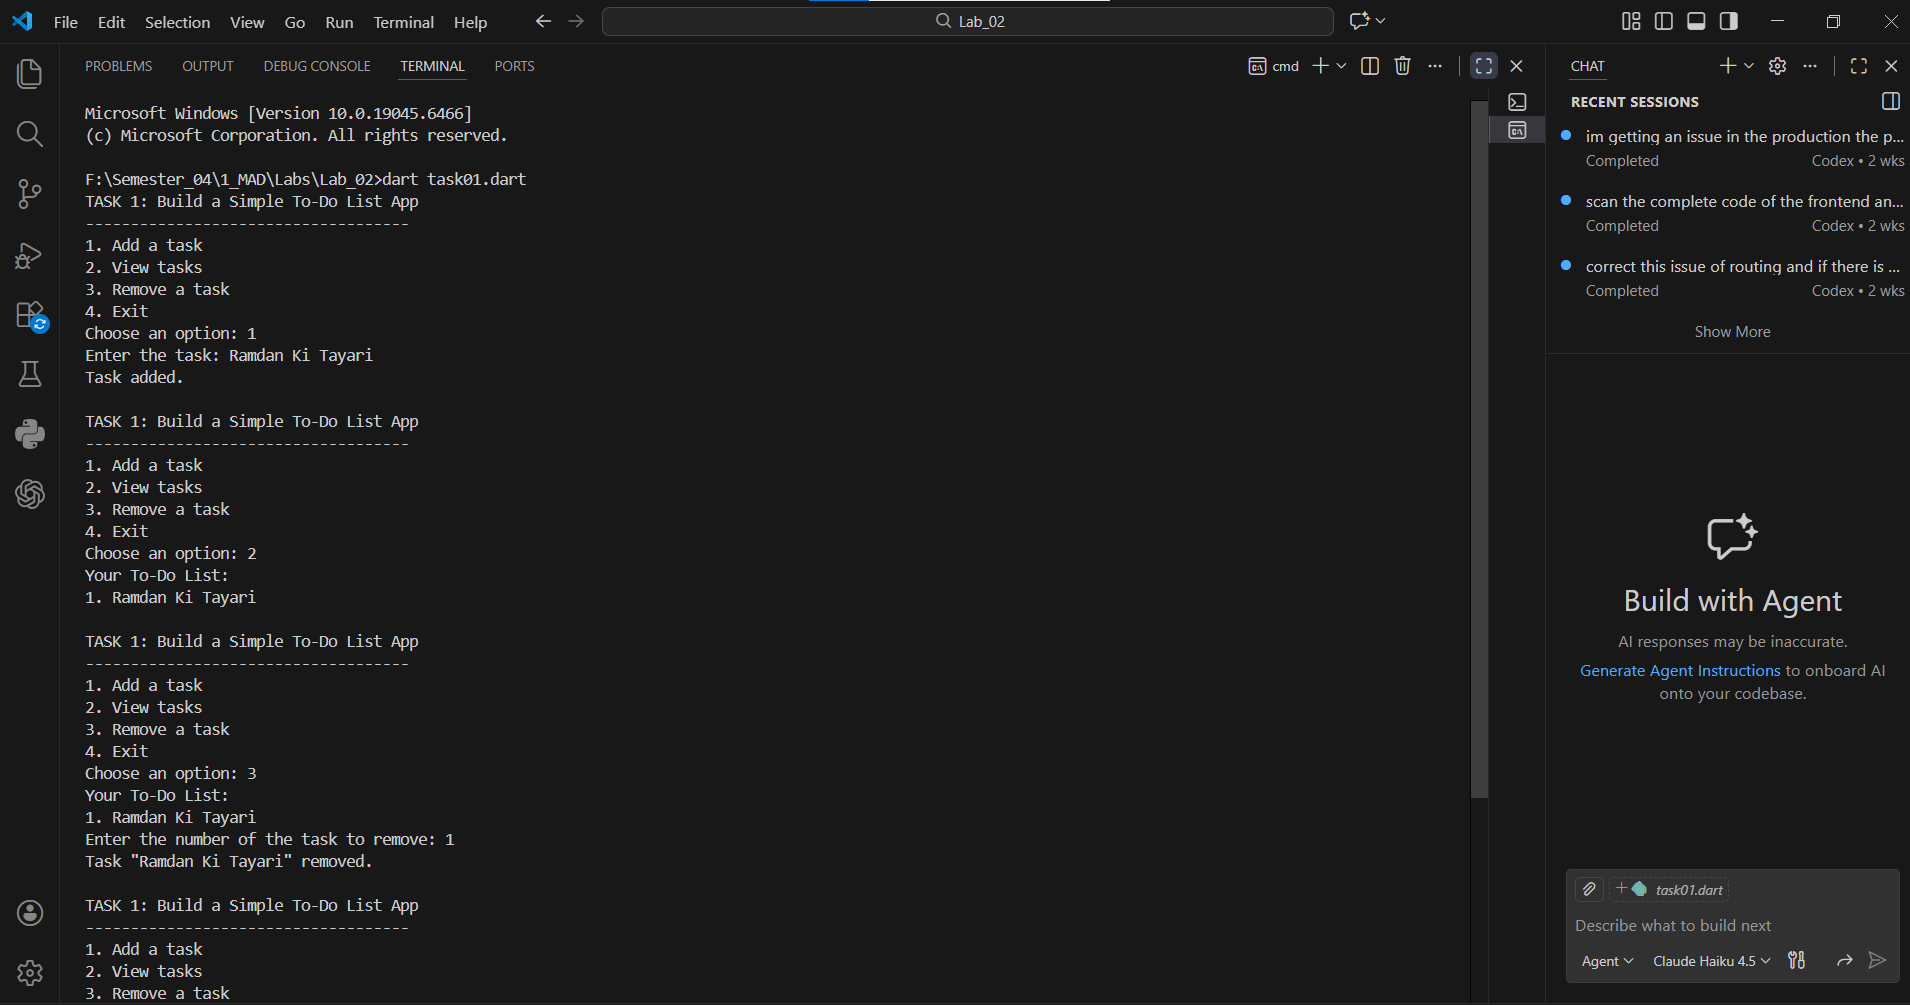 File Edit Selection View Go Run Terminal Help
Lab_02
PROBLEMS OUTPUT DEBUG CONSOLE TERMINAL PORTS
cmd
Microsoft Windows [Version 10.0.19045.6466]
(c) Microsoft Corporation. All rights reserved.
F:\Semester_04\1_MAD\Labs\Lab_02>dart task01.dart
TASK 1: Build a Simple To-Do List App
------------------------------------
1. Add a task
2. View tasks
3. Remove a task
4. Exit
Choose an option: 1
Enter the task: Ramdan Ki Tayari
Task added.
TASK 1: Build a Simple To-Do List App
------------------------------------
1. Add a task
2. View tasks
3. Remove a task
4. Exit
Choose an option: 2
Your To-Do List:
1. Ramdan Ki Tayari
TASK 1: Build a Simple To-Do List App
------------------------------------
1. Add a task
2. View tasks
3. Remove a task
4. Exit
Choose an option: 3
Your To-Do List:
1. Ramdan Ki Tayari
Enter the number of the task to remove: 1
Task "Ramdan Ki Tayari" removed.
TASK 1: Build a Simple To-Do List App
------------------------------------
1. Add a task
2. View tasks
3. Remove a task
CHAT
RECENT SESSIONS
im getting an issue in the production the p...
Completed Codex • 2 wks
scan the complete code of the frontend an...
Completed Codex • 2 wks
correct this issue of routing and if there is ...
Completed Codex • 2 wks
Show More
Build with Agent
AI responses may be inaccurate.
Generate Agent Instructions to onboard AI
onto your codebase.
task01.dart
Describe what to build next
Agent Claude Haiku 4.5